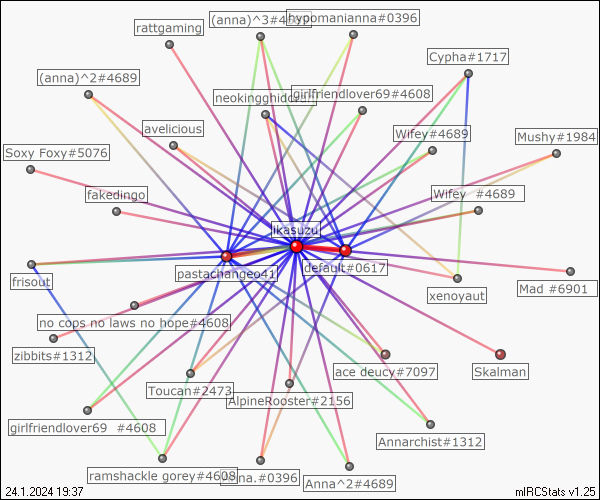 rattgaming
(anna)^3#4689
hypomanianna#0396
Cypha#1717
(anna)^2#4689
neokingghidorah
girlfriendlover69#4608
avelicious
Wifey#4689
Mushy#1984
Soxy Foxy#5076
fakedingo
Wifey #4689
ikasuzu
frisout
pastachangeo41
default#0617
xenoyaut
Mad #6901
no cops no laws no hope#4608
zibbits#1312
ace deucy#7097
Skalman
Toucan#2473
AlpineRooster#2156
girlfriendlover69 #4608
Annarchist#1312
ramshackle gorey#4608
#0396
Anna^2#4689
24.1.2024 19:37
mIRCStats v1.25